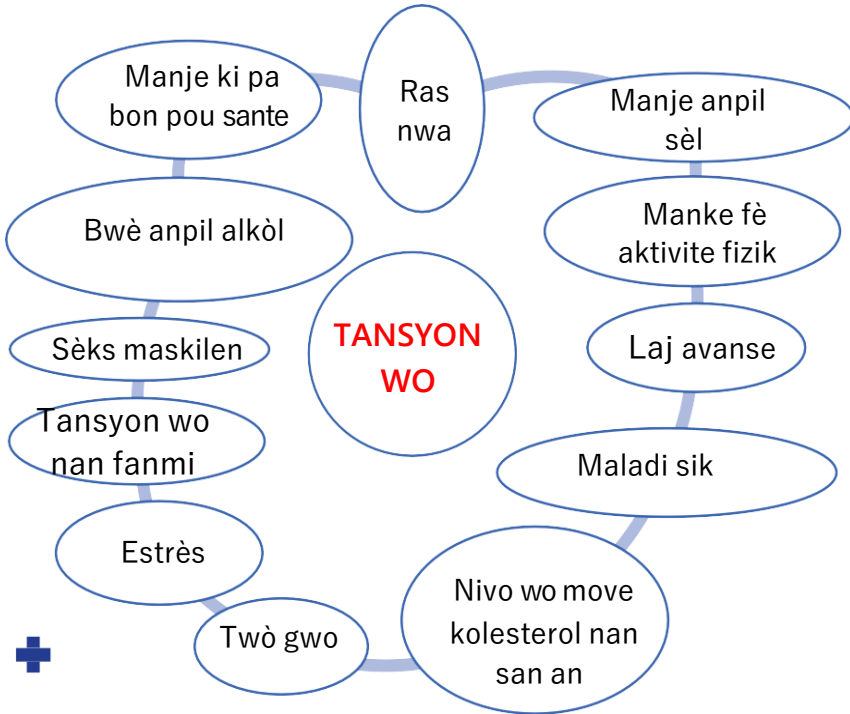 Ras
nwa
Manje anpil
sèl
Manke fè
aktivite fizik
Laj avanse
Maladi sik
Nivo wo move
kolesterol nan
san an
Twò gwo
Estrès
Tansyon wo
nan fanmi
Sèks maskilen
Bwè anpil alkòl
Manje ki pa
bon pou sante
TANSYON
WO